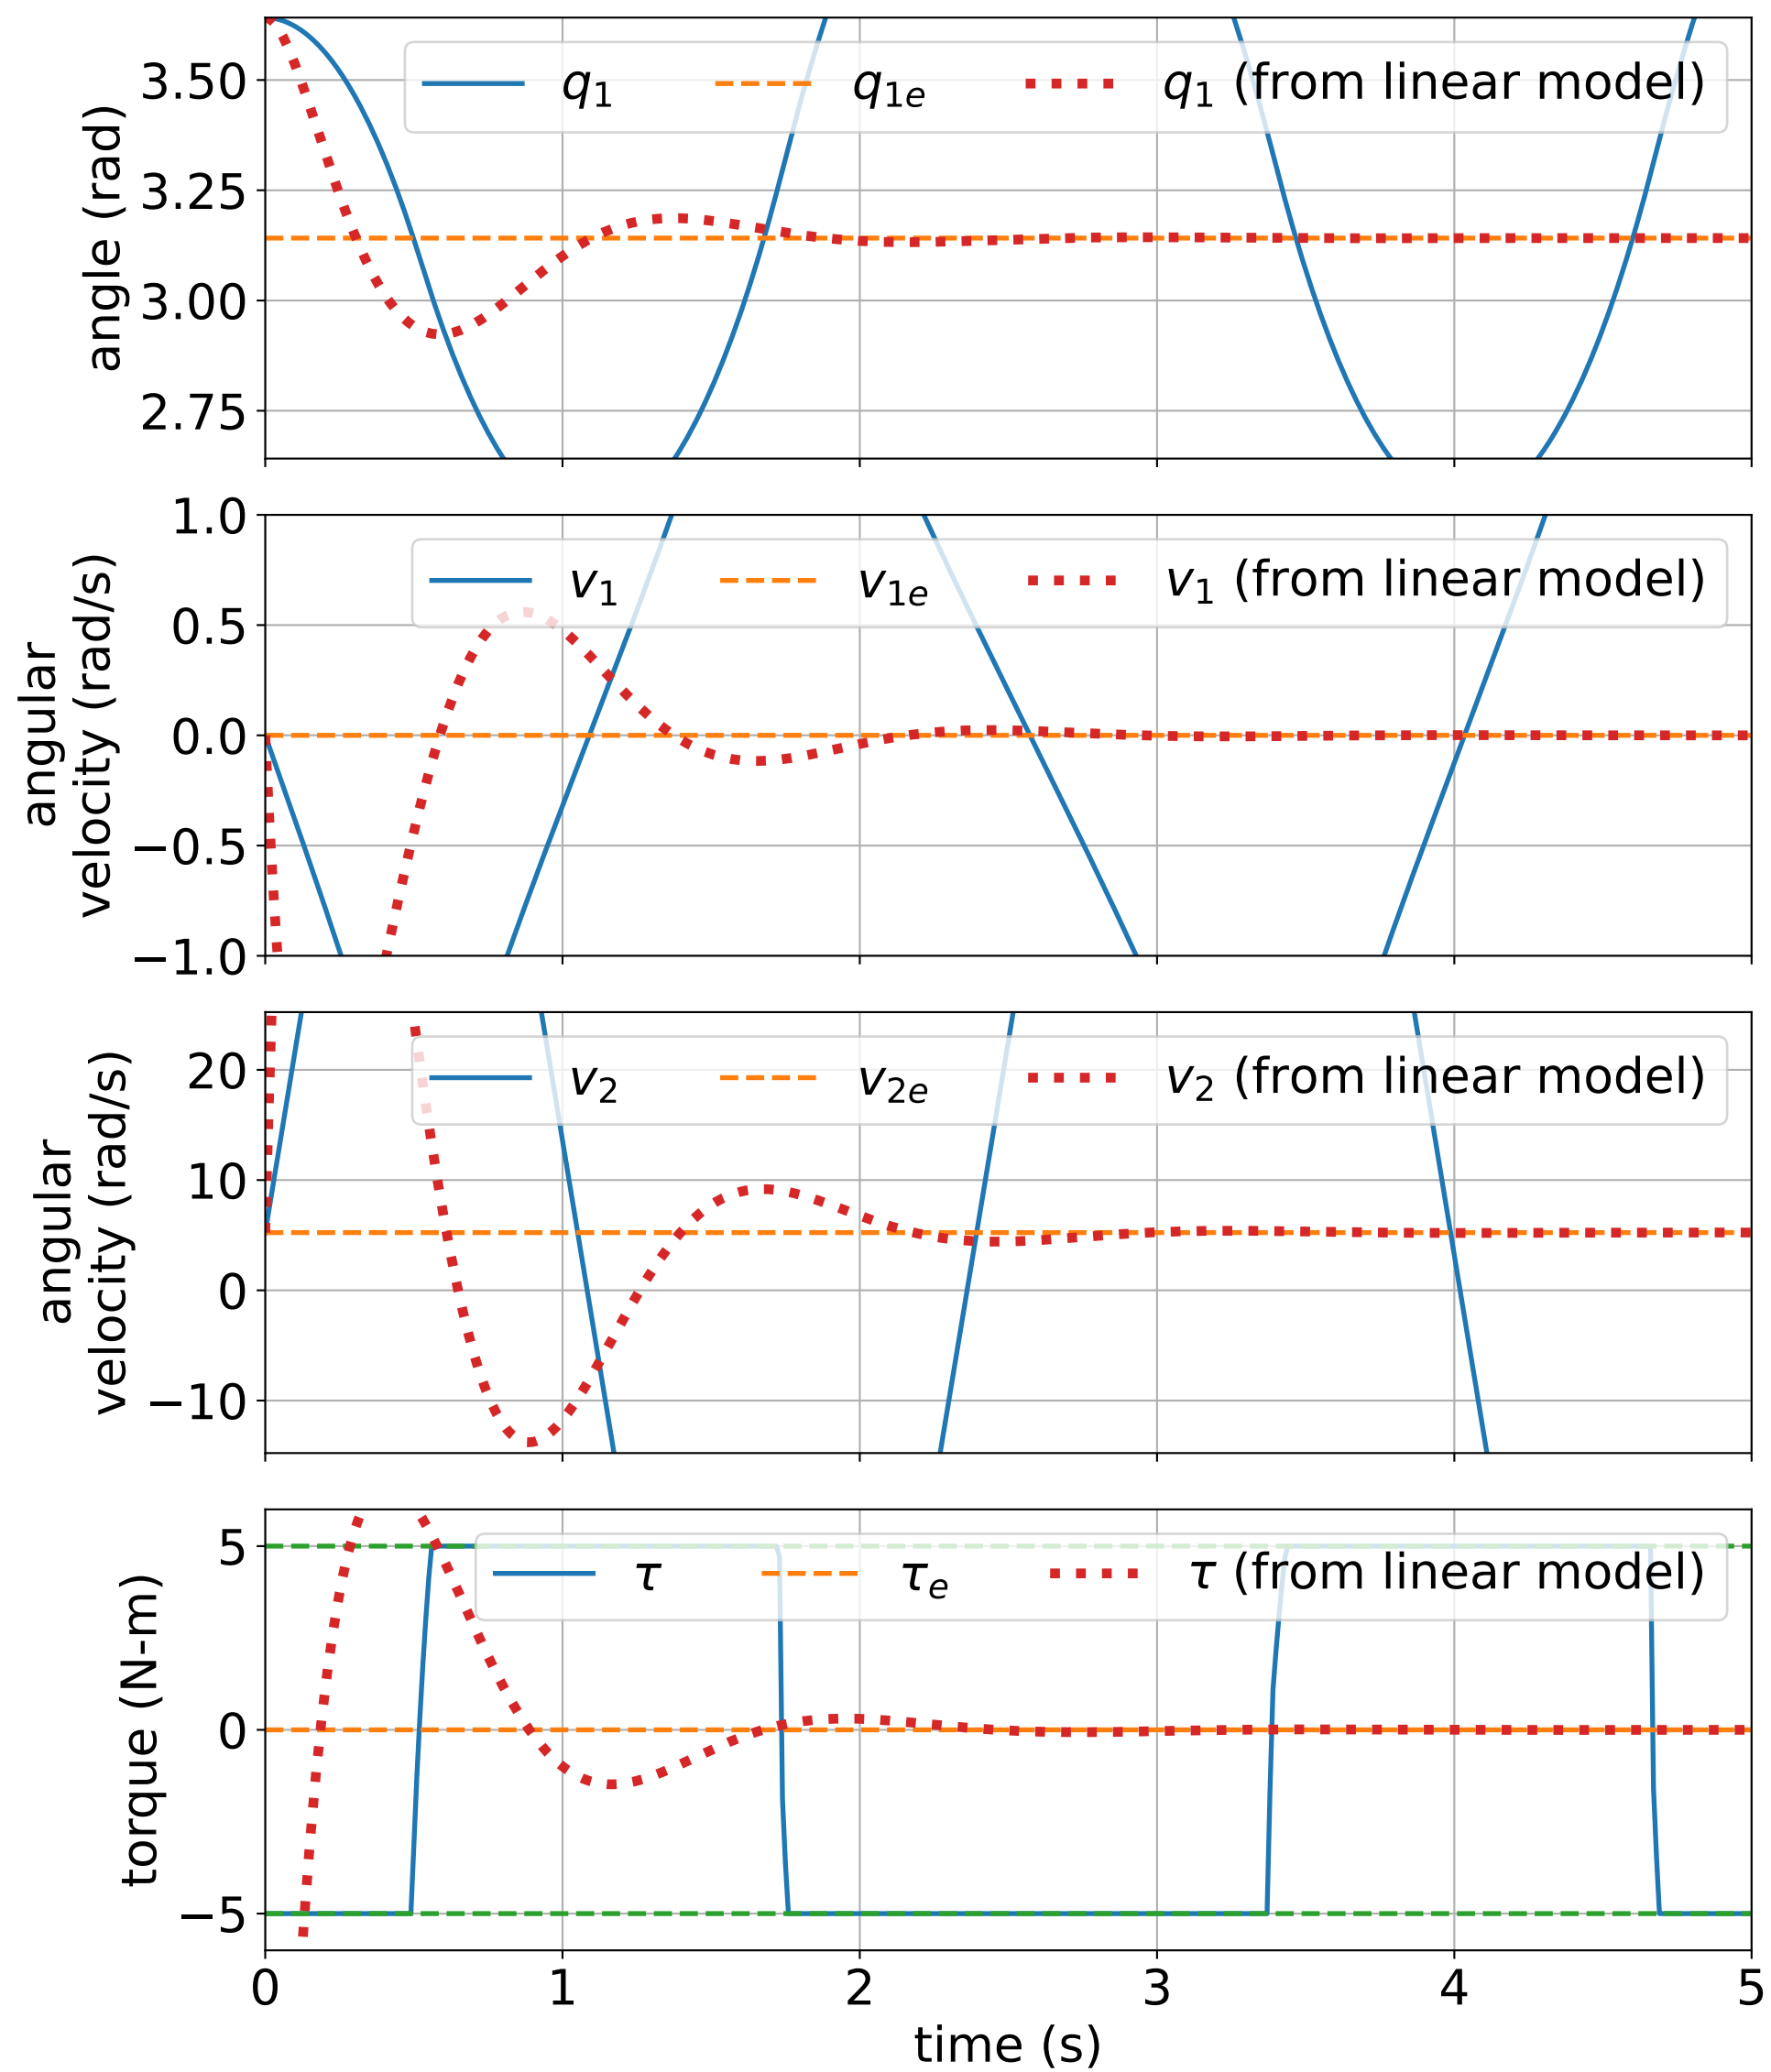 angle (rad)
3.50
3.25
3.00
2.75
q₁ q₁ₑ q₁ (from linear model)
angular
velocity (rad/s)
1.0
0.5
0.0
−0.5
−1.0
v₁ v₁ₑ v₁ (from linear model)
angular
velocity (rad/s)
20
10
0
−10
v₂ v₂ₑ v₂ (from linear model)
torque (N-m)
5
0
−5
τ τₑ τ (from linear model)
0 1 2 3 4 5
time (s)